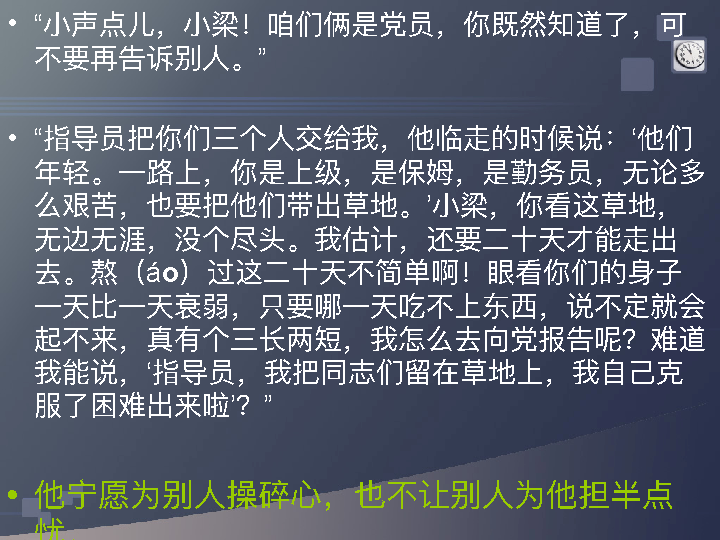 • “小声点儿，小梁！咱们俩是党员，你既然知道了，可
不要再告诉别人。”
• “指导员把你们三个人交给我，他临走的时候说：‘他们
年轻。一路上，你是上级，是保姆，是勤务员，无论多
么艰苦，也要把他们带出草地。’小梁，你看这草地，
无边无涯，没个尽头。我估计，还要二十天才能走出
去。熬（áo）过这二十天不简单啊！眼看你们的身子
一天比一天衰弱，只要哪一天吃不上东西，说不定就会
起不来，真有个三长两短，我怎么去向党报告呢？难道
我能说，‘指导员，我把同志们留在草地上，我自己克
服了困难出来啦’？”
• 他宁愿为别人操碎心，也不让别人为他担半点
忧